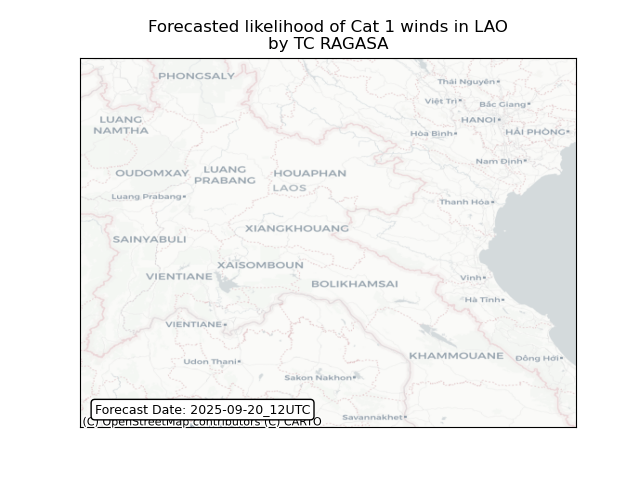 Forecasted likelihood of Cat 1 winds in LAO
by TC RAGASA
PHONGSALY
Thái Nguyên
Việt Trì
Bắc Giang
LUANG
NAMTHA
HANOI
Hòa Bình
HẢI PHÒNG
Nam Định
OUDOMXAY
LUANG
PRABANG
HOUAPHAN
LAOS
Luang Prabang
Thanh Hóa
XIANGKHOUANG
SAINYABULI
XAISOMBOUN
VIENTIANE
BOLIKHAMSAI
Vinh
Hà Tĩnh
VIENTIANE
KHAMMOUANE
Đồng Hới
Udon Thani
Sakon Nakhon
Forecast Date: 2025-09-20_12UTC
Savannakhet
(C) OpenStreetMap contributors (C) CARTO